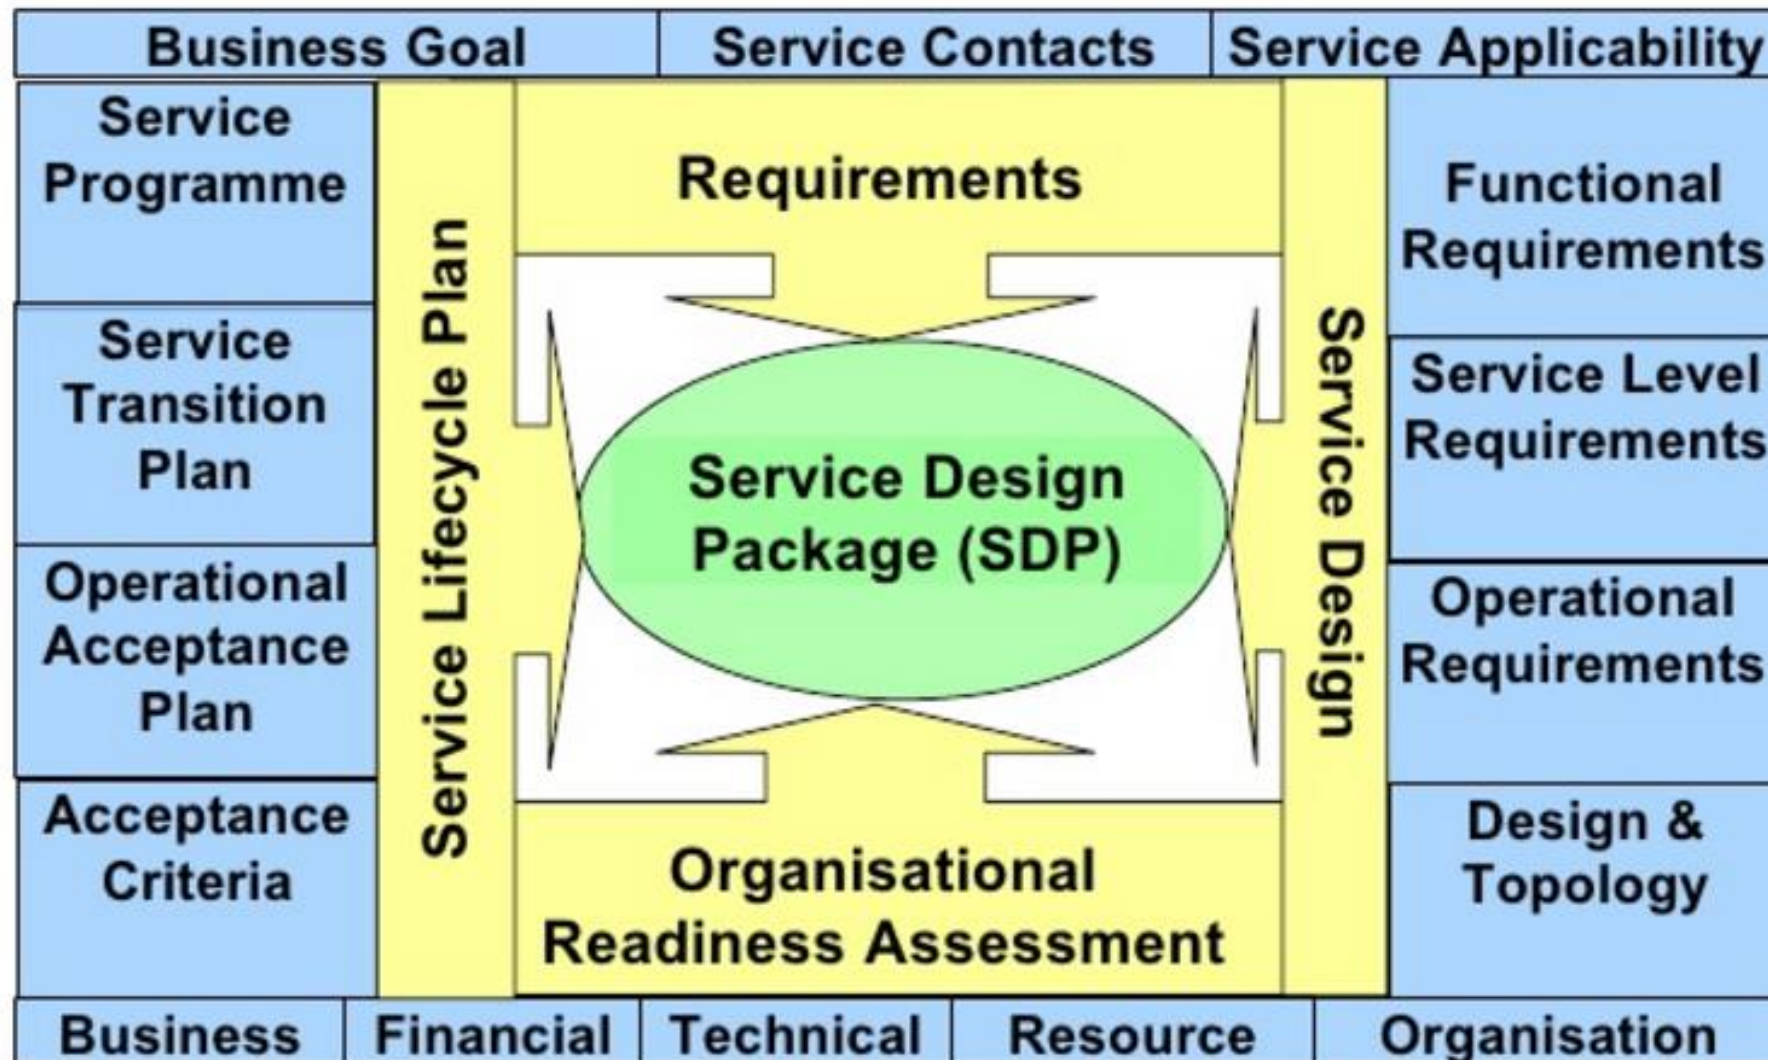 Business Goal
Service Contacts
Service Applicability
Service
Programme
Service
Transition
Plan
Operational
Acceptance
Plan
Acceptance
Criteria
Service Lifecycle Plan
Requirements
Service Design
Package (SDP)
Organisational
Readiness Assessment
Service Design
Functional
Requirements
Service Level
Requirements
Operational
Requirements
Design &
Topology
Business
Financial
Technical
Resource
Organisation